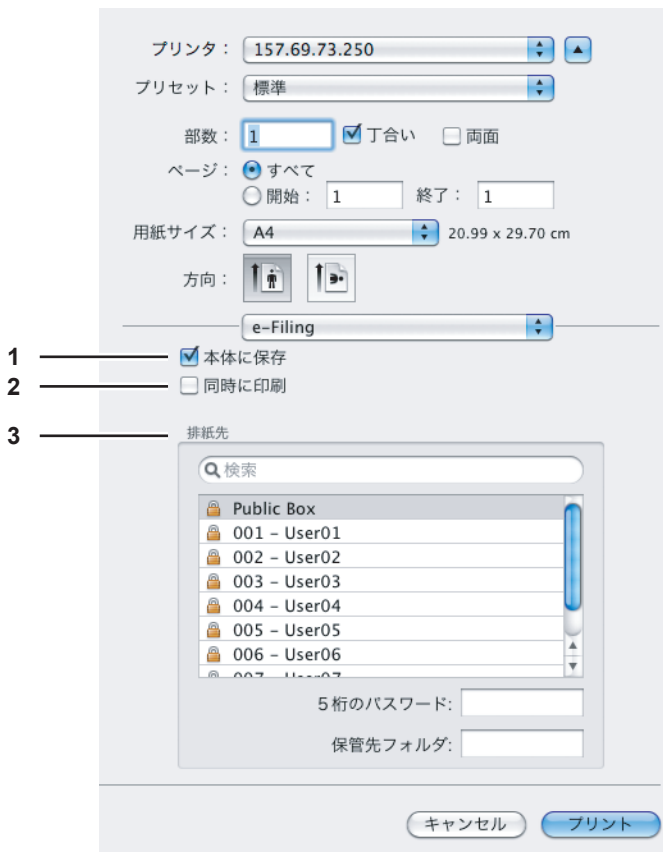 プリンタ： 157.69.73.250
プリセット： 標準
部数： 1 丁合い 両面
ページ： すべて
開始： 1 終了： 1
用紙サイズ： A4 20.99 x 29.70 cm
方向：
e-Filing
1 本体に保存
2 同時に印刷
3 排紙先
検索
Public Box
001 – User01
002 – User02
003 – User03
004 – User04
005 – User05
006 – User06
007 – User07
5桁のパスワード:
保管先フォルダ:
キャンセル プリント